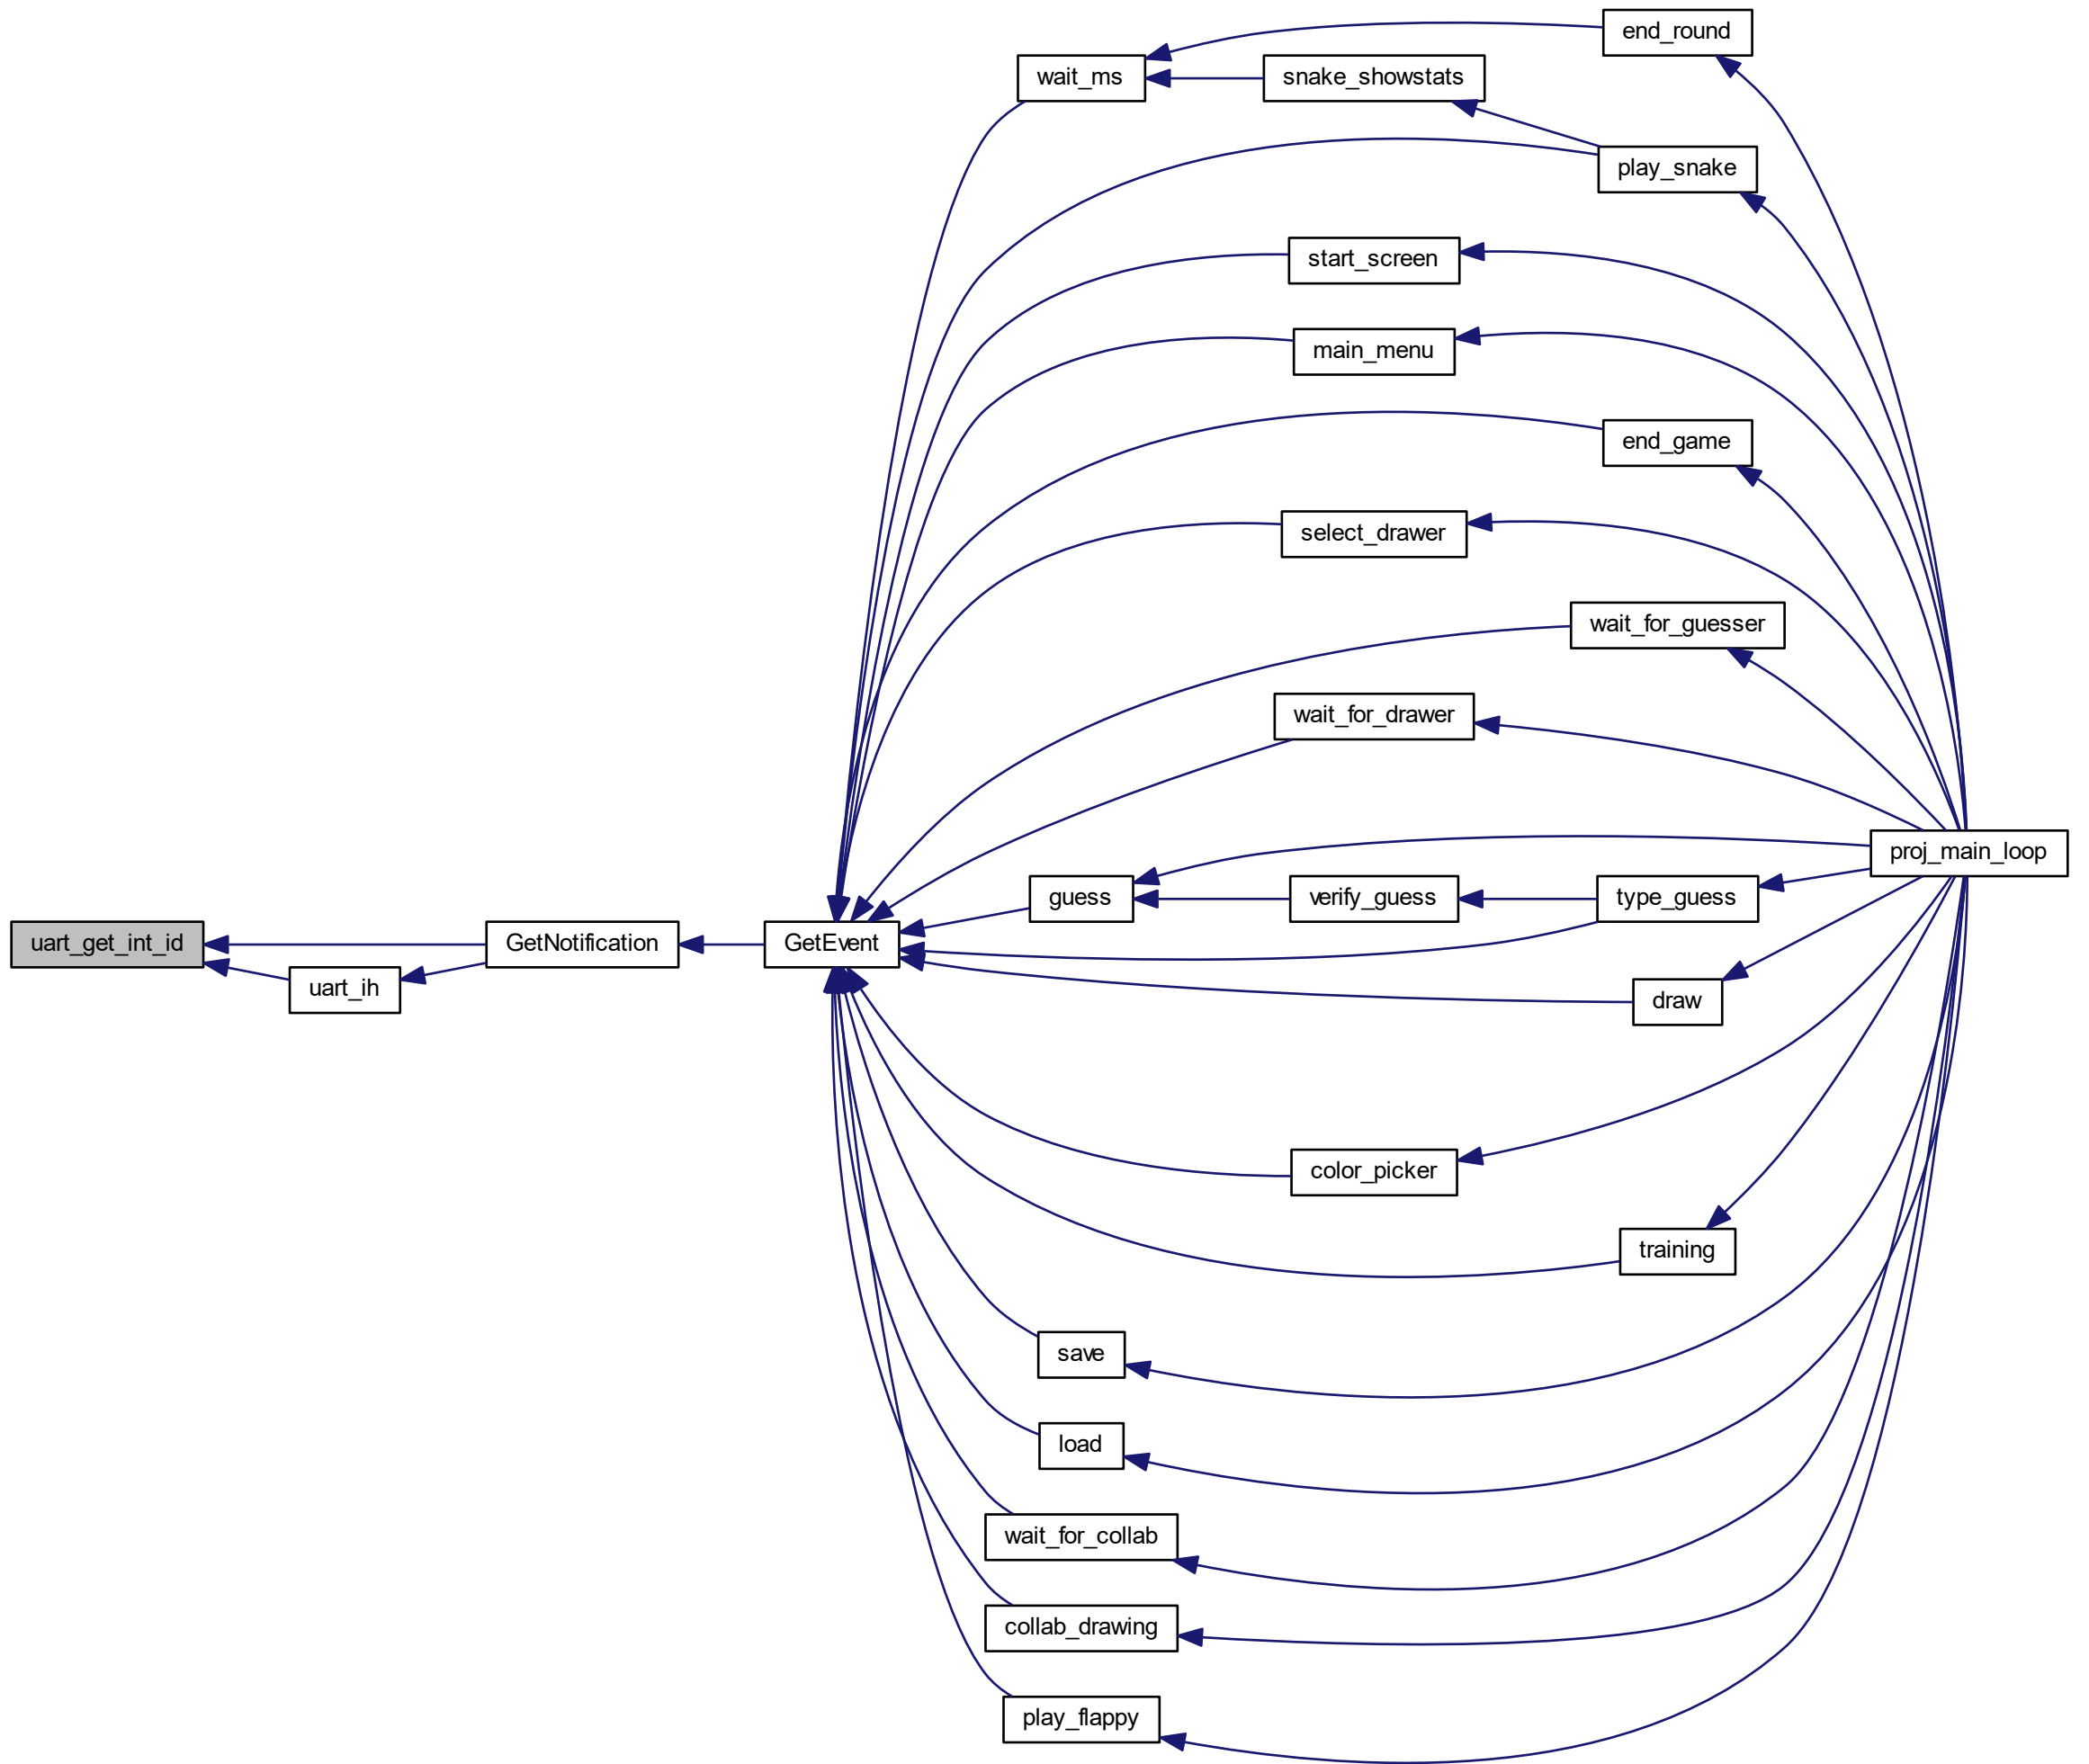 end_round
wait_ms
snake_showstats
play_snake
start_screen
main_menu
end_game
select_drawer
wait_for_guesser
wait_for_drawer
proj_main_loop
guess
verify_guess
type_guess
uart_get_int_id
GetNotification
GetEvent
uart_ih
draw
color_picker
training
save
load
wait_for_collab
collab_drawing
play_flappy